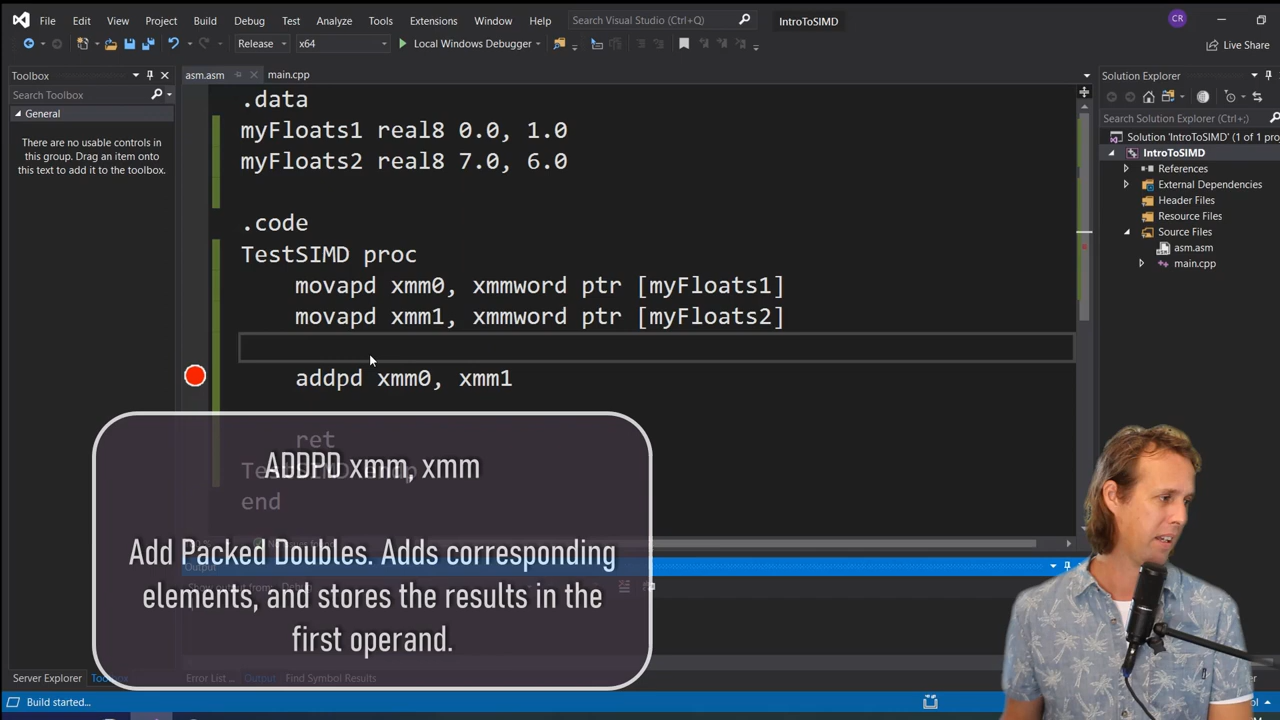 File Edit View Project Build Debug Test Analyze Tools Extensions Window Help Search Visual Studio (Ctrl+Q) IntroToSIMD CR
Release x64 Local Windows Debugger Live Share
Toolbox
Search Toolbox
General
There are no usable controls in
this group. Drag an item onto
this text to add it to the toolbox.
asm.asm main.cpp
.data
myFloats1 real8 0.0, 1.0
myFloats2 real8 7.0, 6.0
.code
TestSIMD proc
movapd xmm0, xmmword ptr [myFloats1]
movapd xmm1, xmmword ptr [myFloats2]
addpd xmm0, xmm1
ret
TestSIMD endp
end
ADDPD xmm, xmm
Add Packed Doubles. Adds corresponding
elements, and stores the results in the
first operand.
Output
Show output from: Debug
Server Explorer Error List ... Output Find Symbol Results
Build started...
Solution Explorer
Search Solution Explorer (Ctrl+;)
Solution 'IntroToSIMD' (1 of 1 pro
IntroToSIMD
References
External Dependencies
Header Files
Resource Files
Source Files
asm.asm
main.cpp